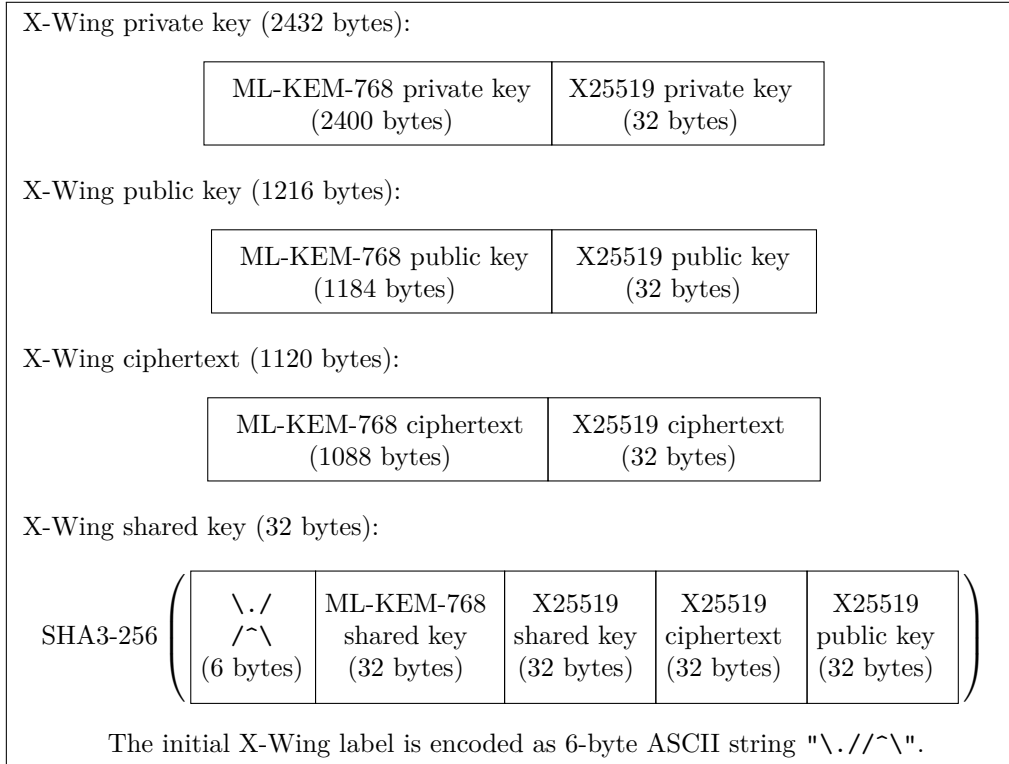 X-Wing private key (2432 bytes):
ML-KEM-768 private key X25519 private key
(2400 bytes) (32 bytes)
X-Wing public key (1216 bytes):
ML-KEM-768 public key X25519 public key
(1184 bytes) (32 bytes)
X-Wing ciphertext (1120 bytes):
ML-KEM-768 ciphertext X25519 ciphertext
(1088 bytes) (32 bytes)
X-Wing shared key (32 bytes):
\./ ML-KEM-768 X25519 X25519 X25519
SHA3-256 ( /^\ shared key shared key ciphertext public key )
(6 bytes) (32 bytes) (32 bytes) (32 bytes) (32 bytes)
The initial X-Wing label is encoded as 6-byte ASCII string "\.//^\".